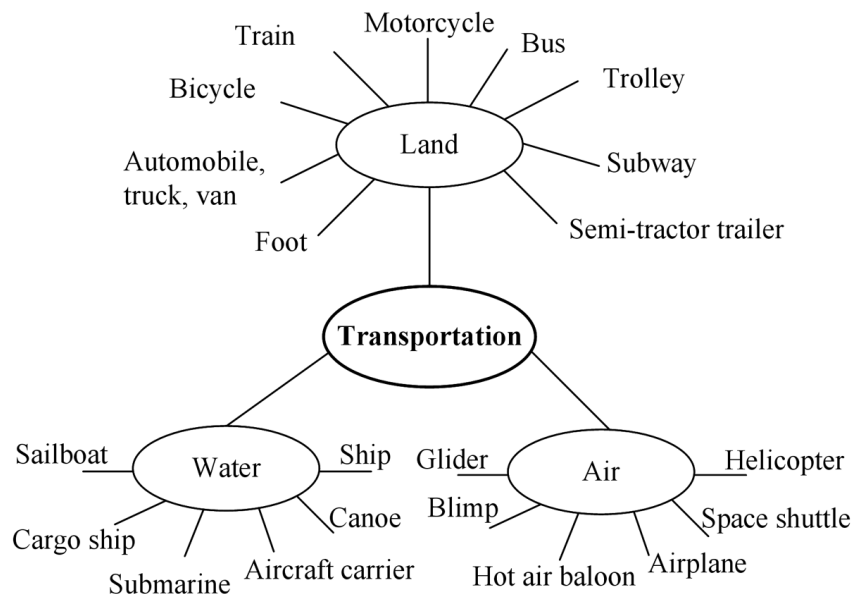 Motorcycle
Train
Bus
Bicycle
Trolley
Land
Automobile,
truck, van
Subway
Foot
Semi-tractor trailer
Transportation
Sailboat
Water
Ship
Cargo ship
Canoe
Submarine
Aircraft carrier
Glider
Air
Helicopter
Blimp
Space shuttle
Hot air baloon
Airplane